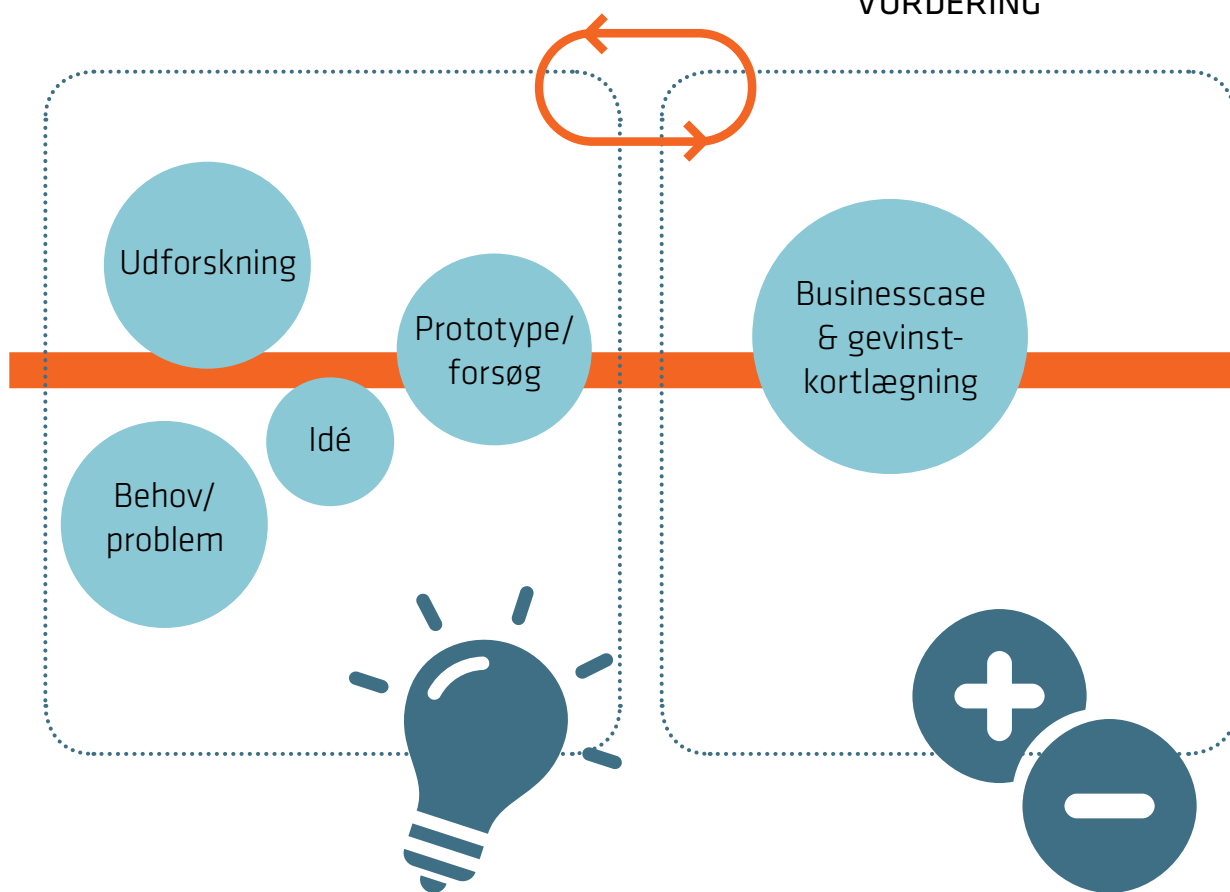 VURDERING
Udforskning
Prototype/
forsøg
Idé
Behov/
problem
Businesscase
& gevinst-
kortlægning